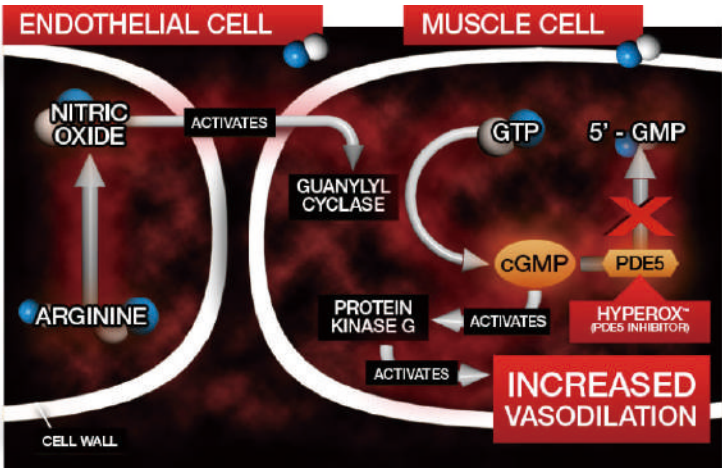 ENDOTHELIAL CELL
MUSCLE CELL
NITRIC
OXIDE
ACTIVATES
GUANYLYL
CYCLASE
GTP
5' - GMP
cGMP
PDE5
ARGININE
PROTEIN
KINASE G
ACTIVATES
HYPEROX™
(PDE5 INHIBITOR)
ACTIVATES
INCREASED
VASODILATION
CELL WALL